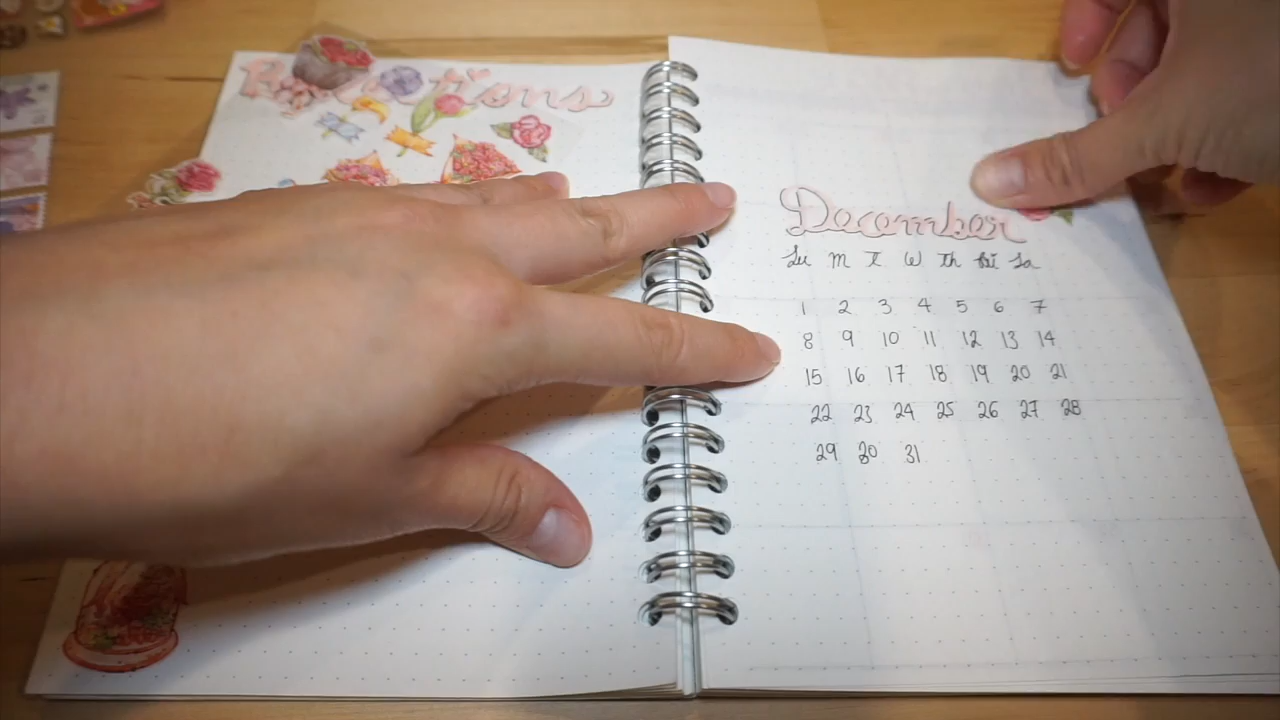 December
Su M T W Th Fri Sa
1 2 3 4 5 6 7
8 9 10 11 12 13 14
15 16 17 18 19 20 21
22 23 24 25 26 27 28
29 30 31